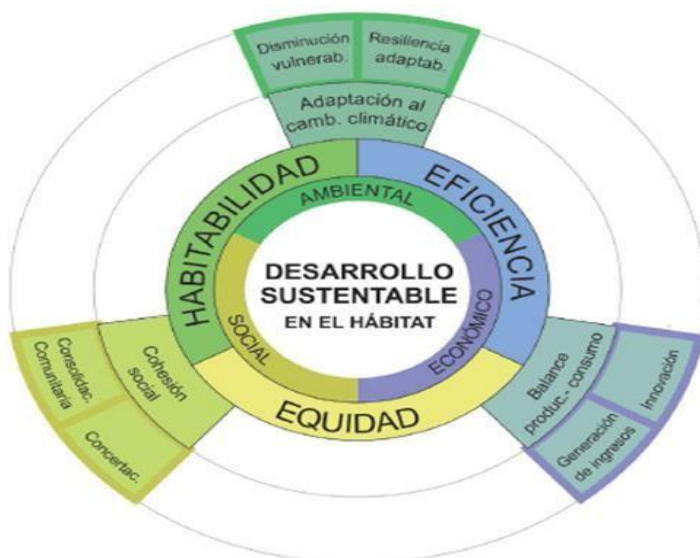 Disminución
vulnerab.
Resiliencia
adaptab.
Adaptación al
camb. climático
HABITABILIDAD
EFICIENCIA
AMBIENTAL
DESARROLLO
SUSTENTABLE
EN EL HÁBITAT
SOCIAL
ECONÓMICO
EQUIDAD
Consolidac.
Comunitaria
Cohesión
social
Concertac.
Balance
produc.- consumo
Innovación
Generación
de ingresos